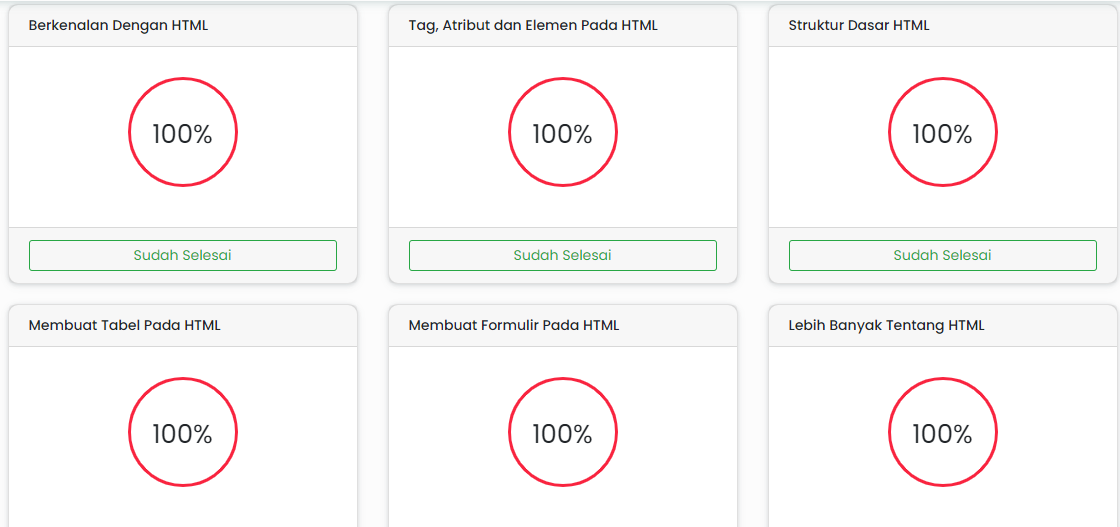 Berkenalan Dengan HTML
Tag, Atribut dan Elemen Pada HTML
Struktur Dasar HTML
100%
100%
100%
Sudah Selesai
Sudah Selesai
Sudah Selesai
Membuat Tabel Pada HTML
Membuat Formulir Pada HTML
Lebih Banyak Tentang HTML
100%
100%
100%